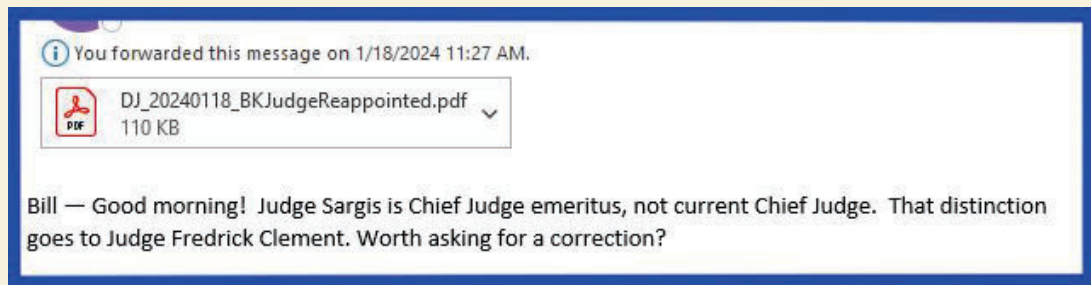 You forwarded this message on 1/18/2024 11:27 AM.
PDF
DJ_20240118_BKJudgeReappointed.pdf
110 KB
Bill — Good morning!  Judge Sargis is Chief Judge emeritus, not current Chief Judge.  That distinction
goes to Judge Fredrick Clement. Worth asking for a correction?